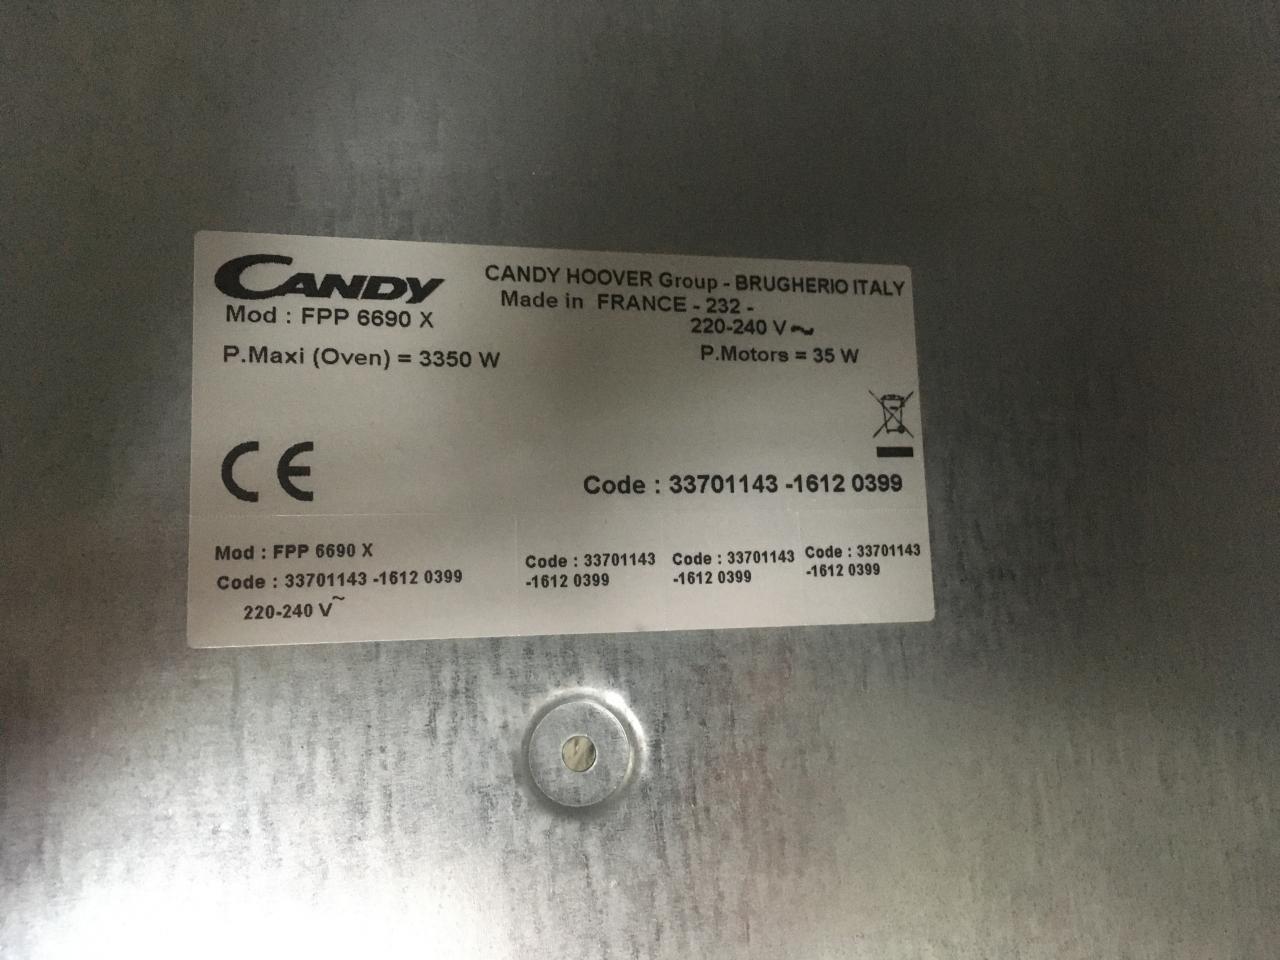 CANDY
CANDY HOOVER Group - BRUGHERIO ITALY
Made in FRANCE - 232 -
Mod : FPP 6690 X
220-240 V ~
P.Maxi (Oven) = 3350 W
P.Motors = 35 W
CE
Code : 33701143 -1612 0399
Mod : FPP 6690 X
Code : 33701143 -1612 0399
220-240 V~
Code : 33701143
-1612 0399
Code : 33701143
-1612 0399
Code : 33701143
-1612 0399